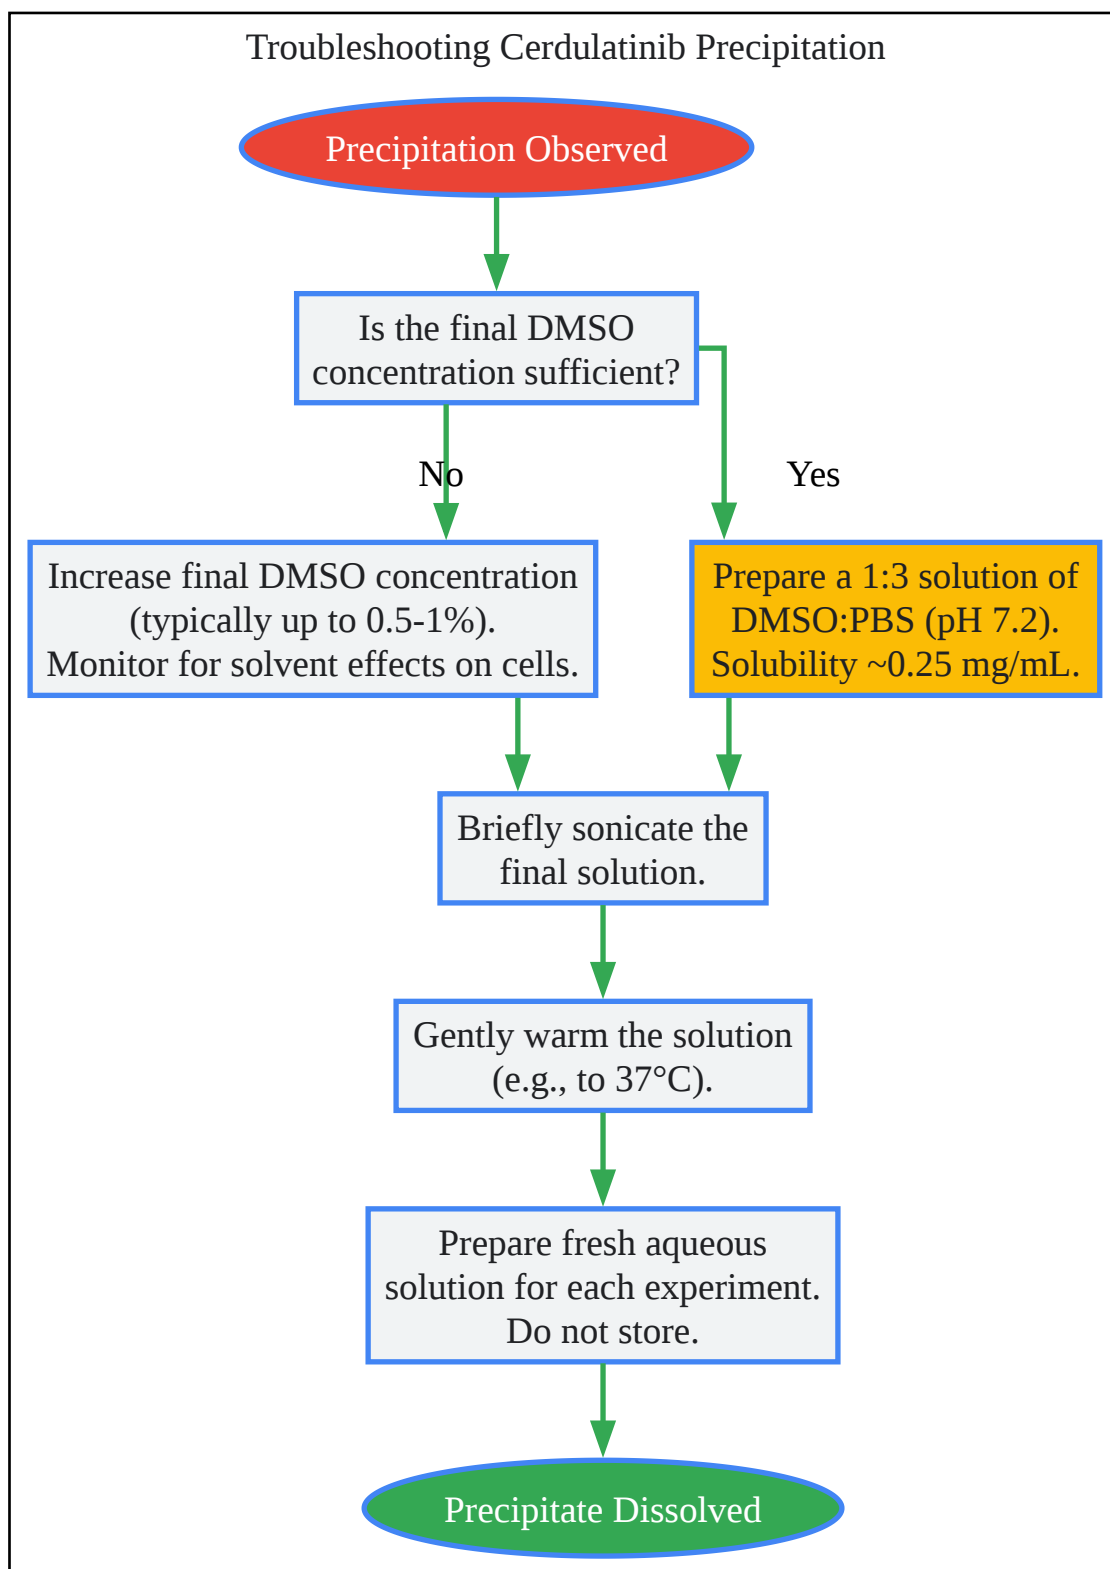 Troubleshooting Cerdulatinib Precipitation
Precipitation Observed
Is the final DMSO
concentration sufficient?
No
Yes
Increase final DMSO concentration
(typically up to 0.5-1%).
Monitor for solvent effects on cells.
Prepare a 1:3 solution of
DMSO:PBS (pH 7.2).
Solubility ~0.25 mg/mL.
Briefly sonicate the
final solution.
Gently warm the solution
(e.g., to 37°C).
Prepare fresh aqueous
solution for each experiment.
Do not store.
Precipitate Dissolved